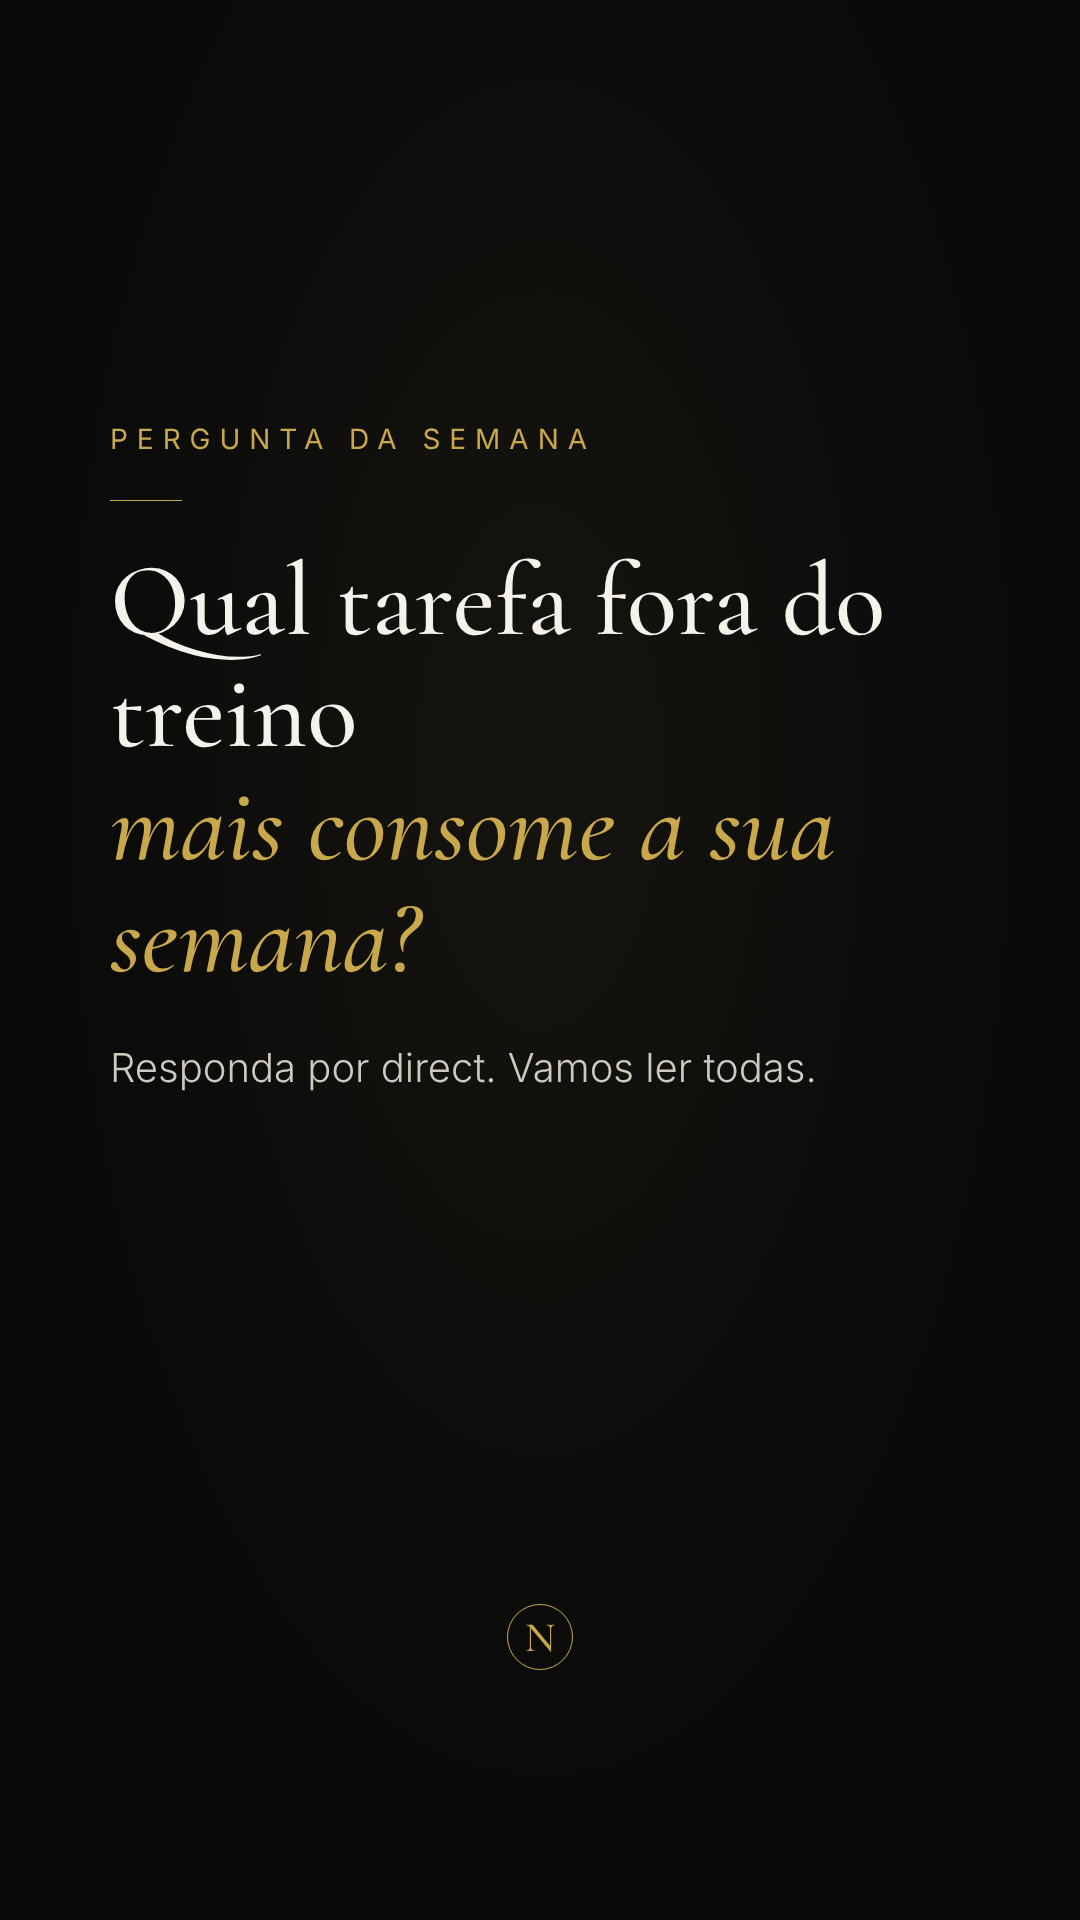 PERGUNTA DA SEMANA
Qual tarefa fora do
treino
mais consome a sua
semana?
Responda por direct. Vamos ler todas.
N